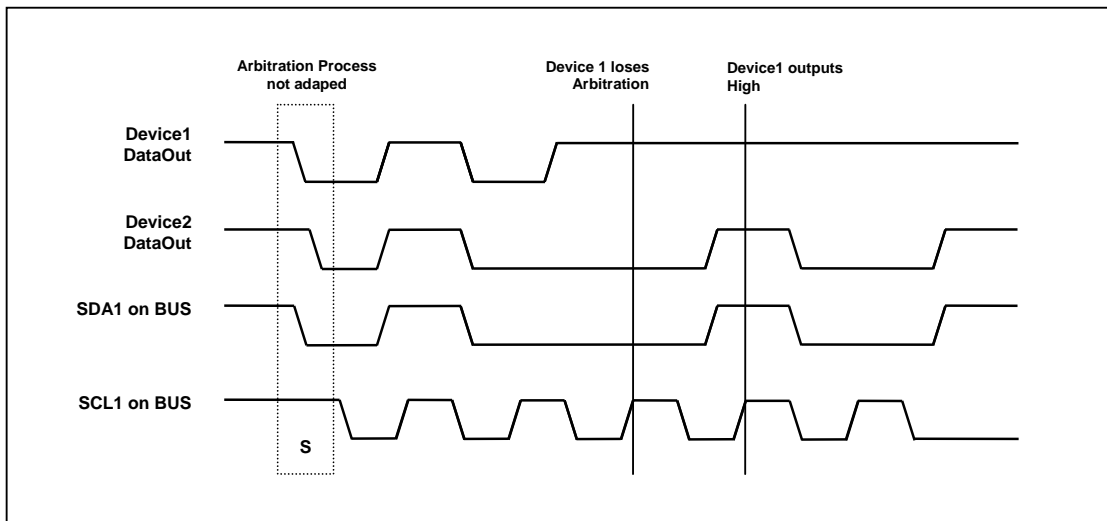 Arbitration Process
not adaped
Device 1 loses
Arbitration
Device1 outputs
High
Device1
DataOut
Device2
DataOut
SDA1 on BUS
SCL1 on BUS
S